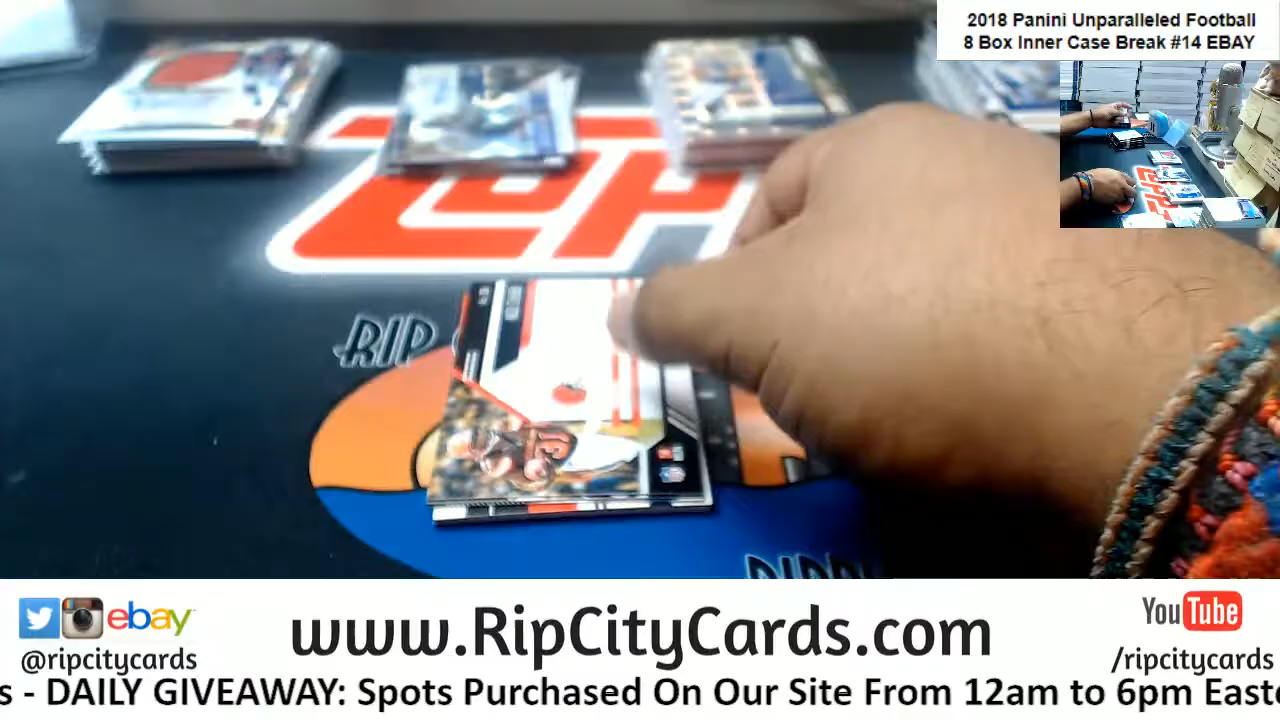 2018 Panini Unparalleled Football
8 Box Inner Case Break #14 EBAY
RIP
ebay
@ripcitycards
www.RipCityCards.com
YouTube
/ripcitycards
s - DAILY GIVEAWAY: Spots Purchased On Our Site From 12am to 6pm Easte